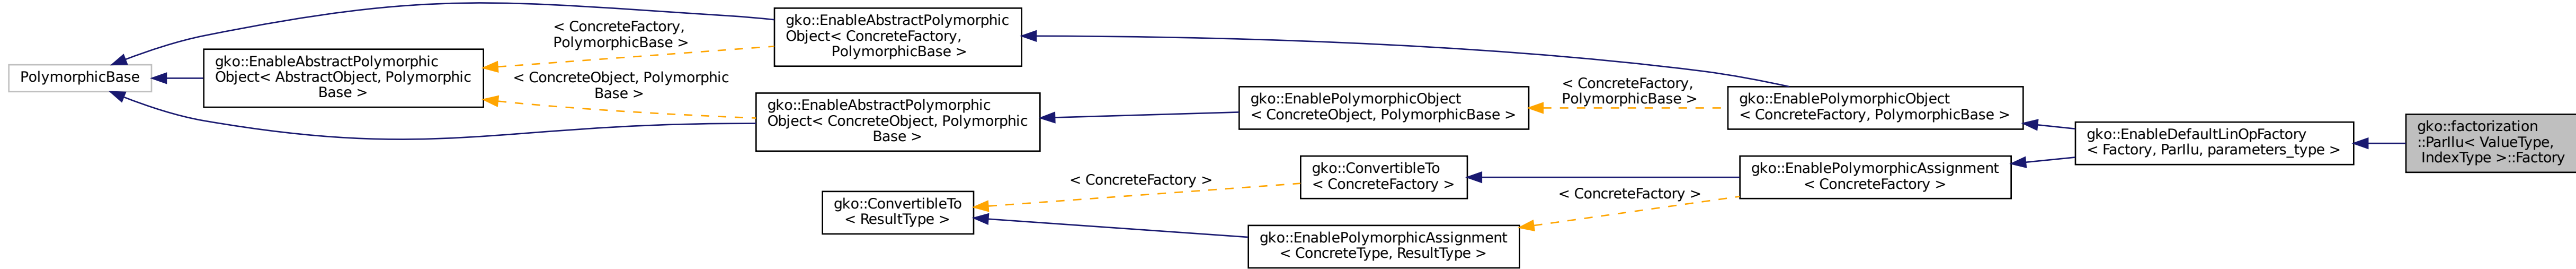 PolymorphicBase
gko::EnableAbstractPolymorphic
Object< AbstractObject, Polymorphic
Base >
< ConcreteFactory,
PolymorphicBase >
< ConcreteObject, Polymorphic
Base >
gko::EnableAbstractPolymorphic
Object< ConcreteFactory,
PolymorphicBase >
gko::EnableAbstractPolymorphic
Object< ConcreteObject, Polymorphic
Base >
gko::ConvertibleTo
< ResultType >
< ConcreteFactory >
gko::EnablePolymorphicObject
< ConcreteObject, PolymorphicBase >
gko::ConvertibleTo
< ConcreteFactory >
gko::EnablePolymorphicAssignment
< ConcreteType, ResultType >
< ConcreteFactory,
PolymorphicBase >
< ConcreteFactory >
gko::EnablePolymorphicObject
< ConcreteFactory, PolymorphicBase >
gko::EnablePolymorphicAssignment
< ConcreteFactory >
gko::EnableDefaultLinOpFactory
< Factory, ParIlu, parameters_type >
gko::factorization
::ParIlu< ValueType,
IndexType >::Factory